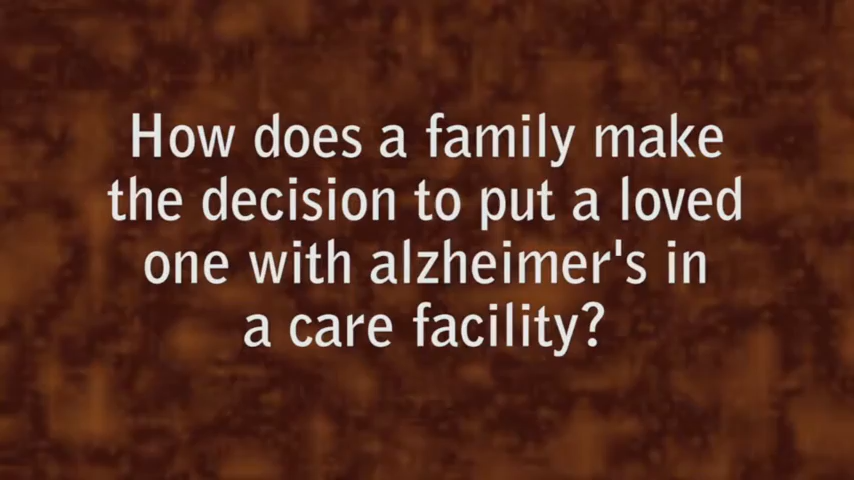 How does a family make
the decision to put a loved
one with alzheimer's in
a care facility?